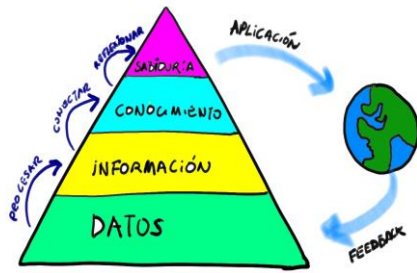 SABIDURÍA
CONOCIMIENTO
INFORMACIÓN
DATOS
PROCESAR
CONECTAR
REFLEXIONAR
APLICACIÓN
FEEDBACK